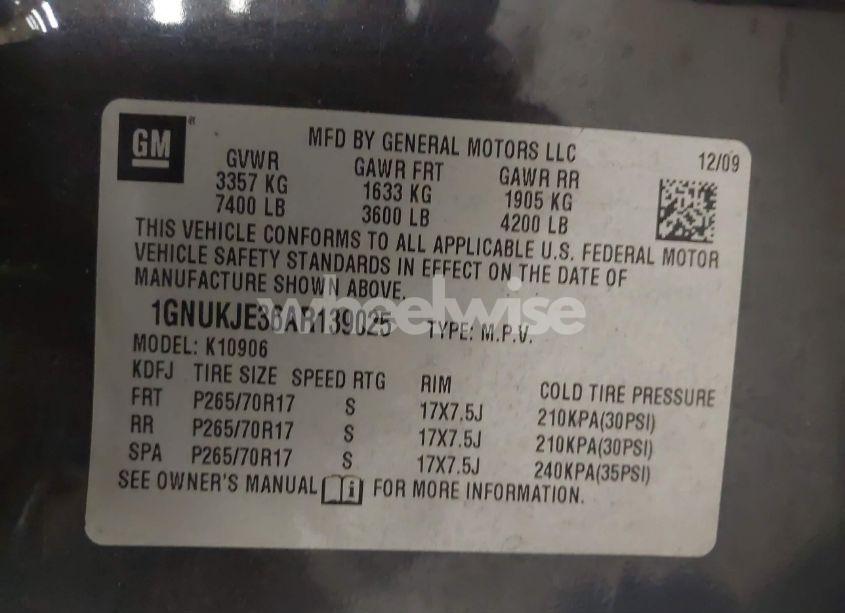 GM
MFD BY GENERAL MOTORS LLC 12/09
GVWR GAWR FRT GAWR RR
3357 KG 1633 KG 1905 KG
7400 LB 3600 LB 4200 LB
THIS VEHICLE CONFORMS TO ALL APPLICABLE U.S. FEDERAL MOTOR
VEHICLE SAFETY STANDARDS IN EFFECT ON THE DATE OF
MANUFACTURE SHOWN ABOVE.
wheelwise
1GNUKJE36AR139025 TYPE: M.P.V.
MODEL: K10906
KDFJ TIRE SIZE SPEED RTG RIM COLD TIRE PRESSURE
FRT P265/70R17 S 17X7.5J 210KPA(30PSI)
RR P265/70R17 S 17X7.5J 210KPA(30PSI)
SPA P265/70R17 S 17X7.5J 240KPA(35PSI)
SEE OWNER'S MANUAL i FOR MORE INFORMATION.